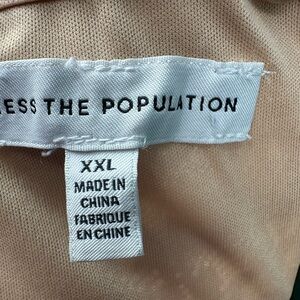 ESS THE POPULATION
XXL
MADE IN
CHINA
FABRIQUE
EN CHINE